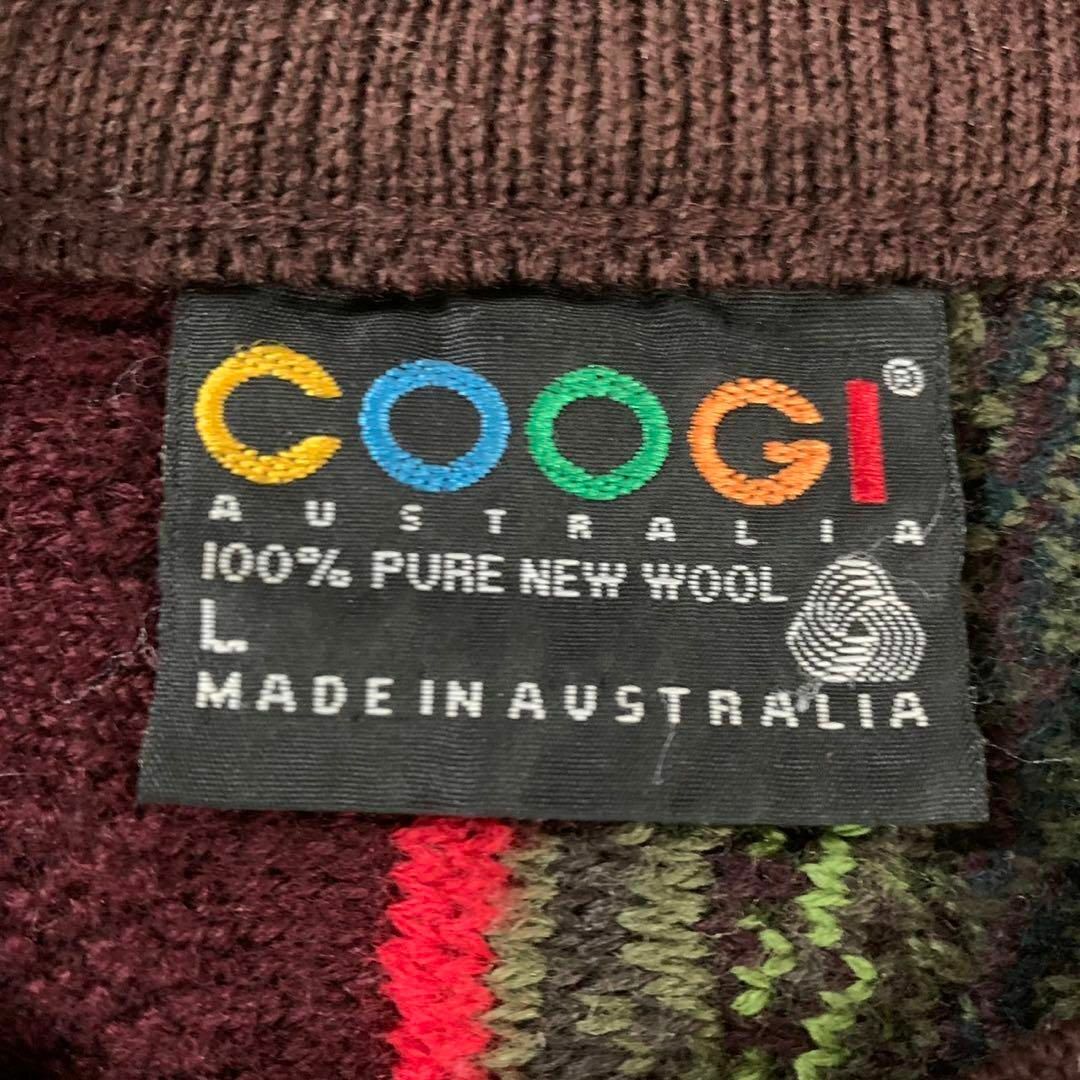 COOGI®
AUSTRALIA
100% PURE NEW WOOL
L
MADE IN AUSTRALIA